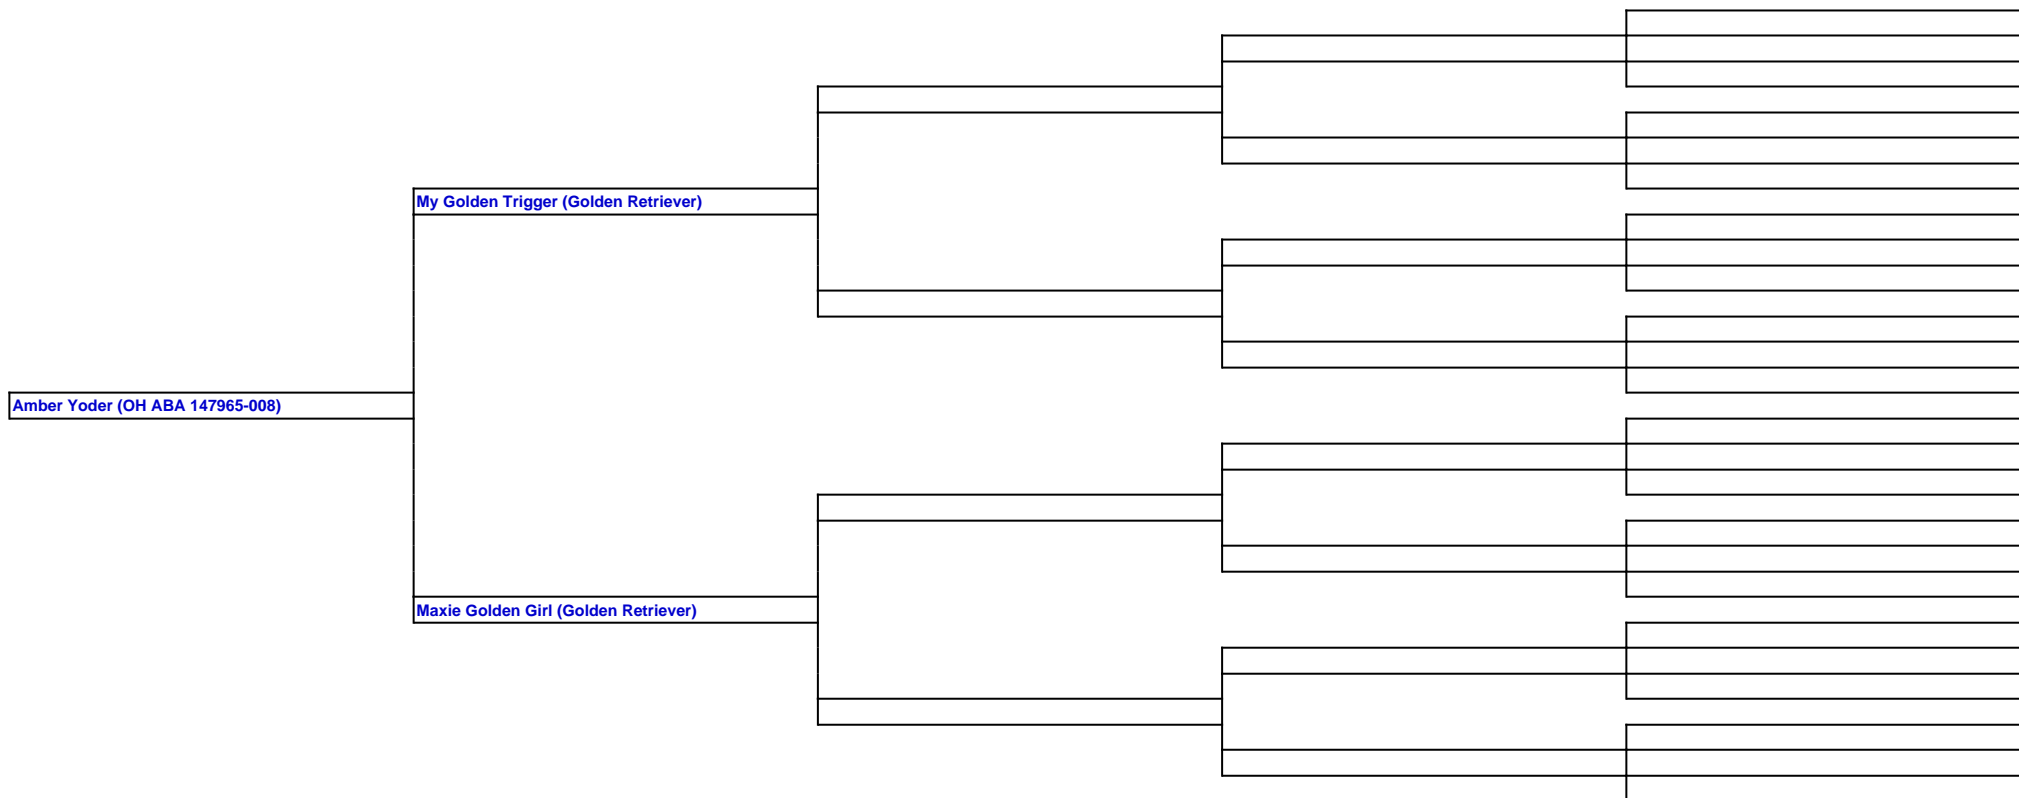 My Golden Trigger (Golden Retriever)
Amber Yoder (OH ABA 147965-008)
Maxie Golden Girl (Golden Retriever)